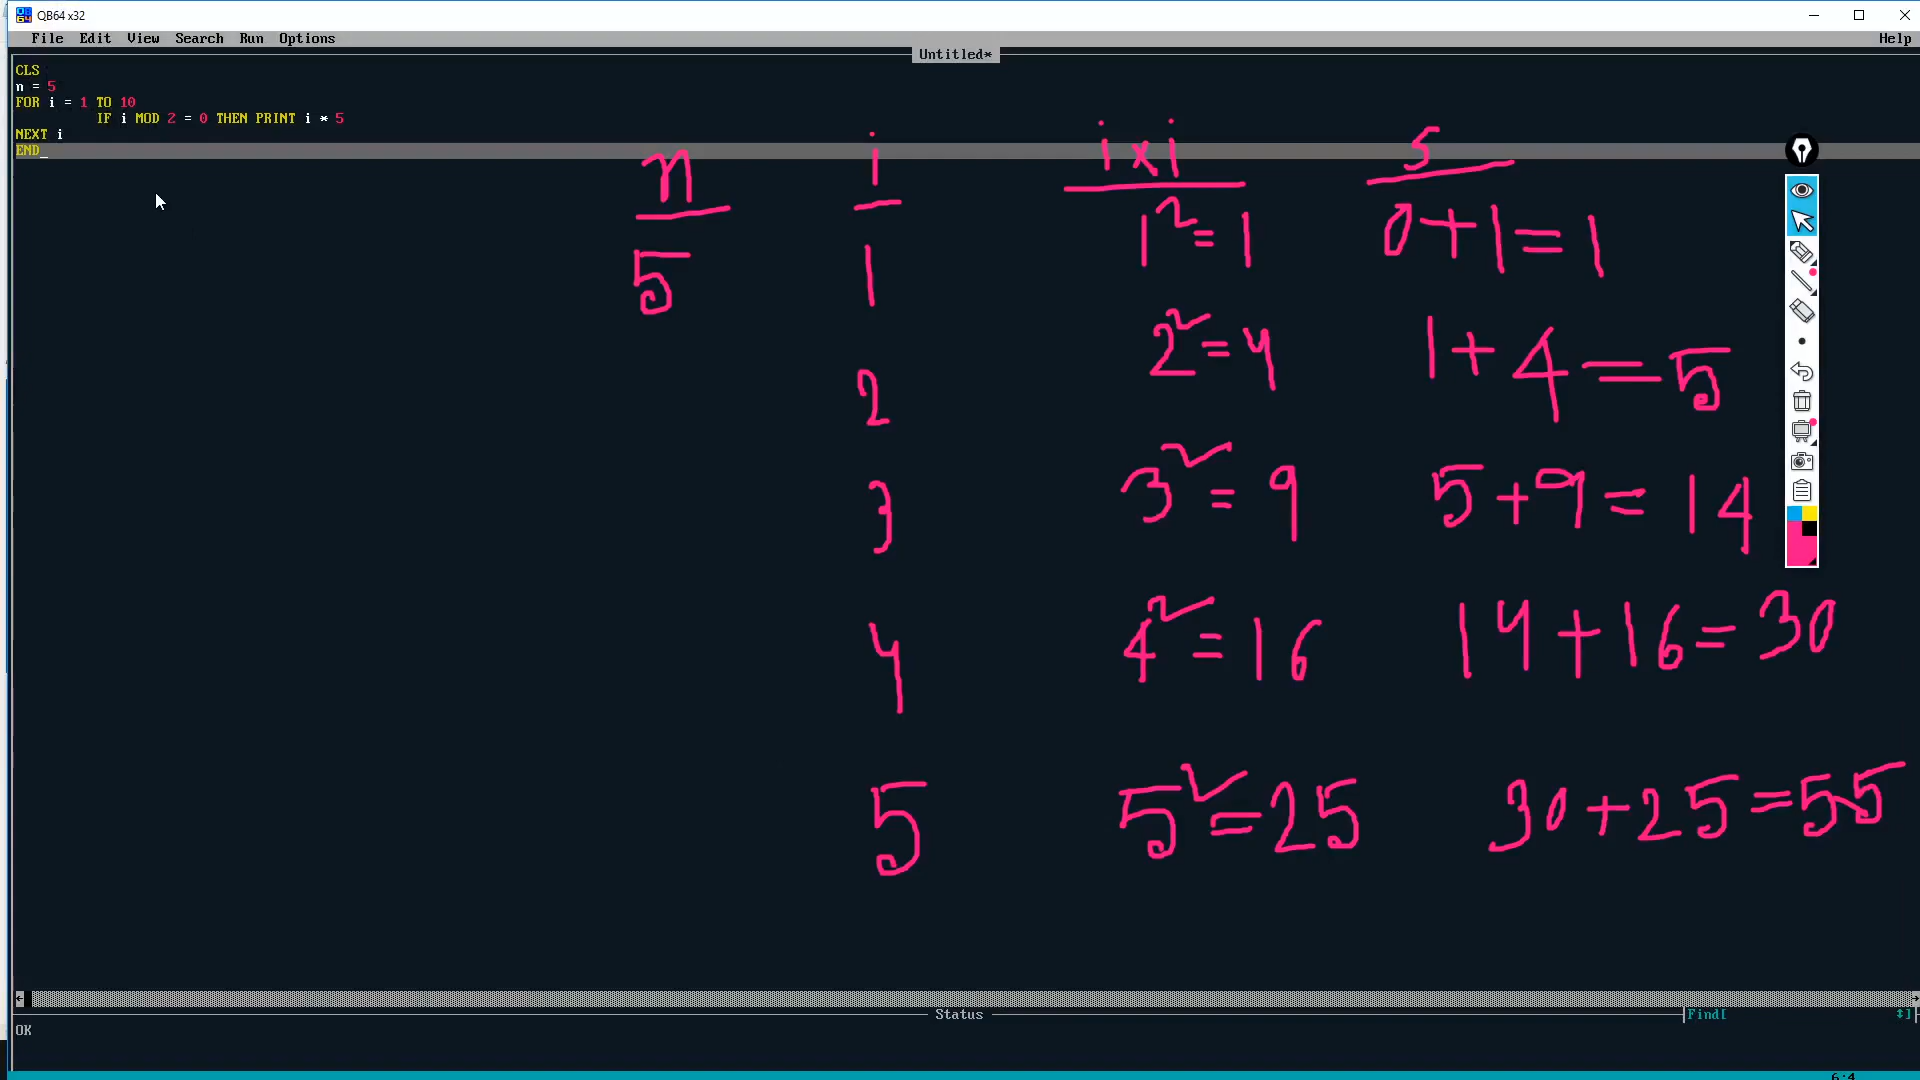 QB64 x32
File Edit View Search Run Options Help
Untitled*
CLS
n = 5
FOR i = 1 TO 10
IF i MOD 2 = 0 THEN PRINT i * 5
NEXT i
END_
n i i x i s
5 1 1² = 1 0 + 1 = 1
2 2² = 4 1 + 4 = 5
3 3² = 9 5 + 9 = 14
4 4² = 16 14 + 16 = 30
5 5² = 25 30 + 25 = 55
Status
Find[ ]
OK
6:4